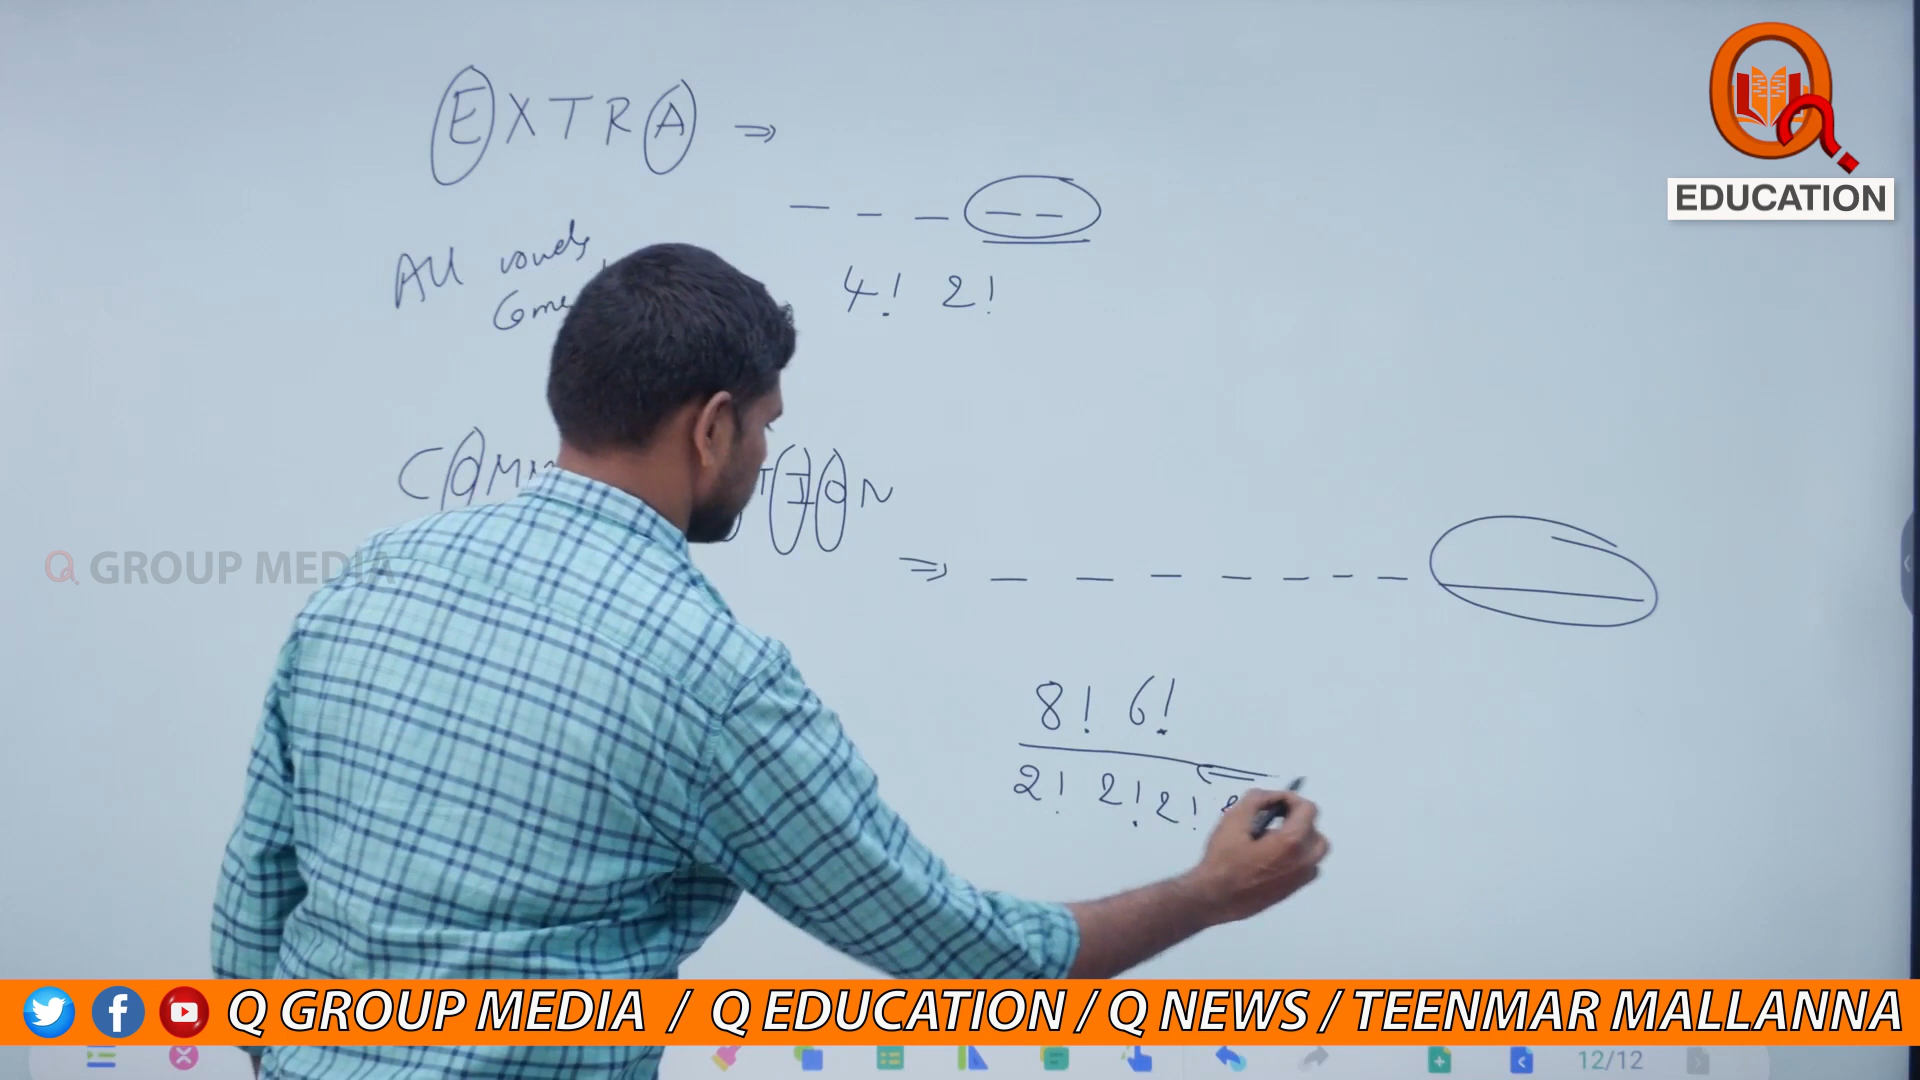 EXTRA ⇒
EDUCATION
_ _ _ _ _
All vowels
4! 2!
TION
⇒ _ _ _ _ _ _ _
Q GROUP MEDIA
8! 6!
2! 2! 2!
Q GROUP MEDIA / Q EDUCATION / Q NEWS / TEENMAR MALLANNA
12/12